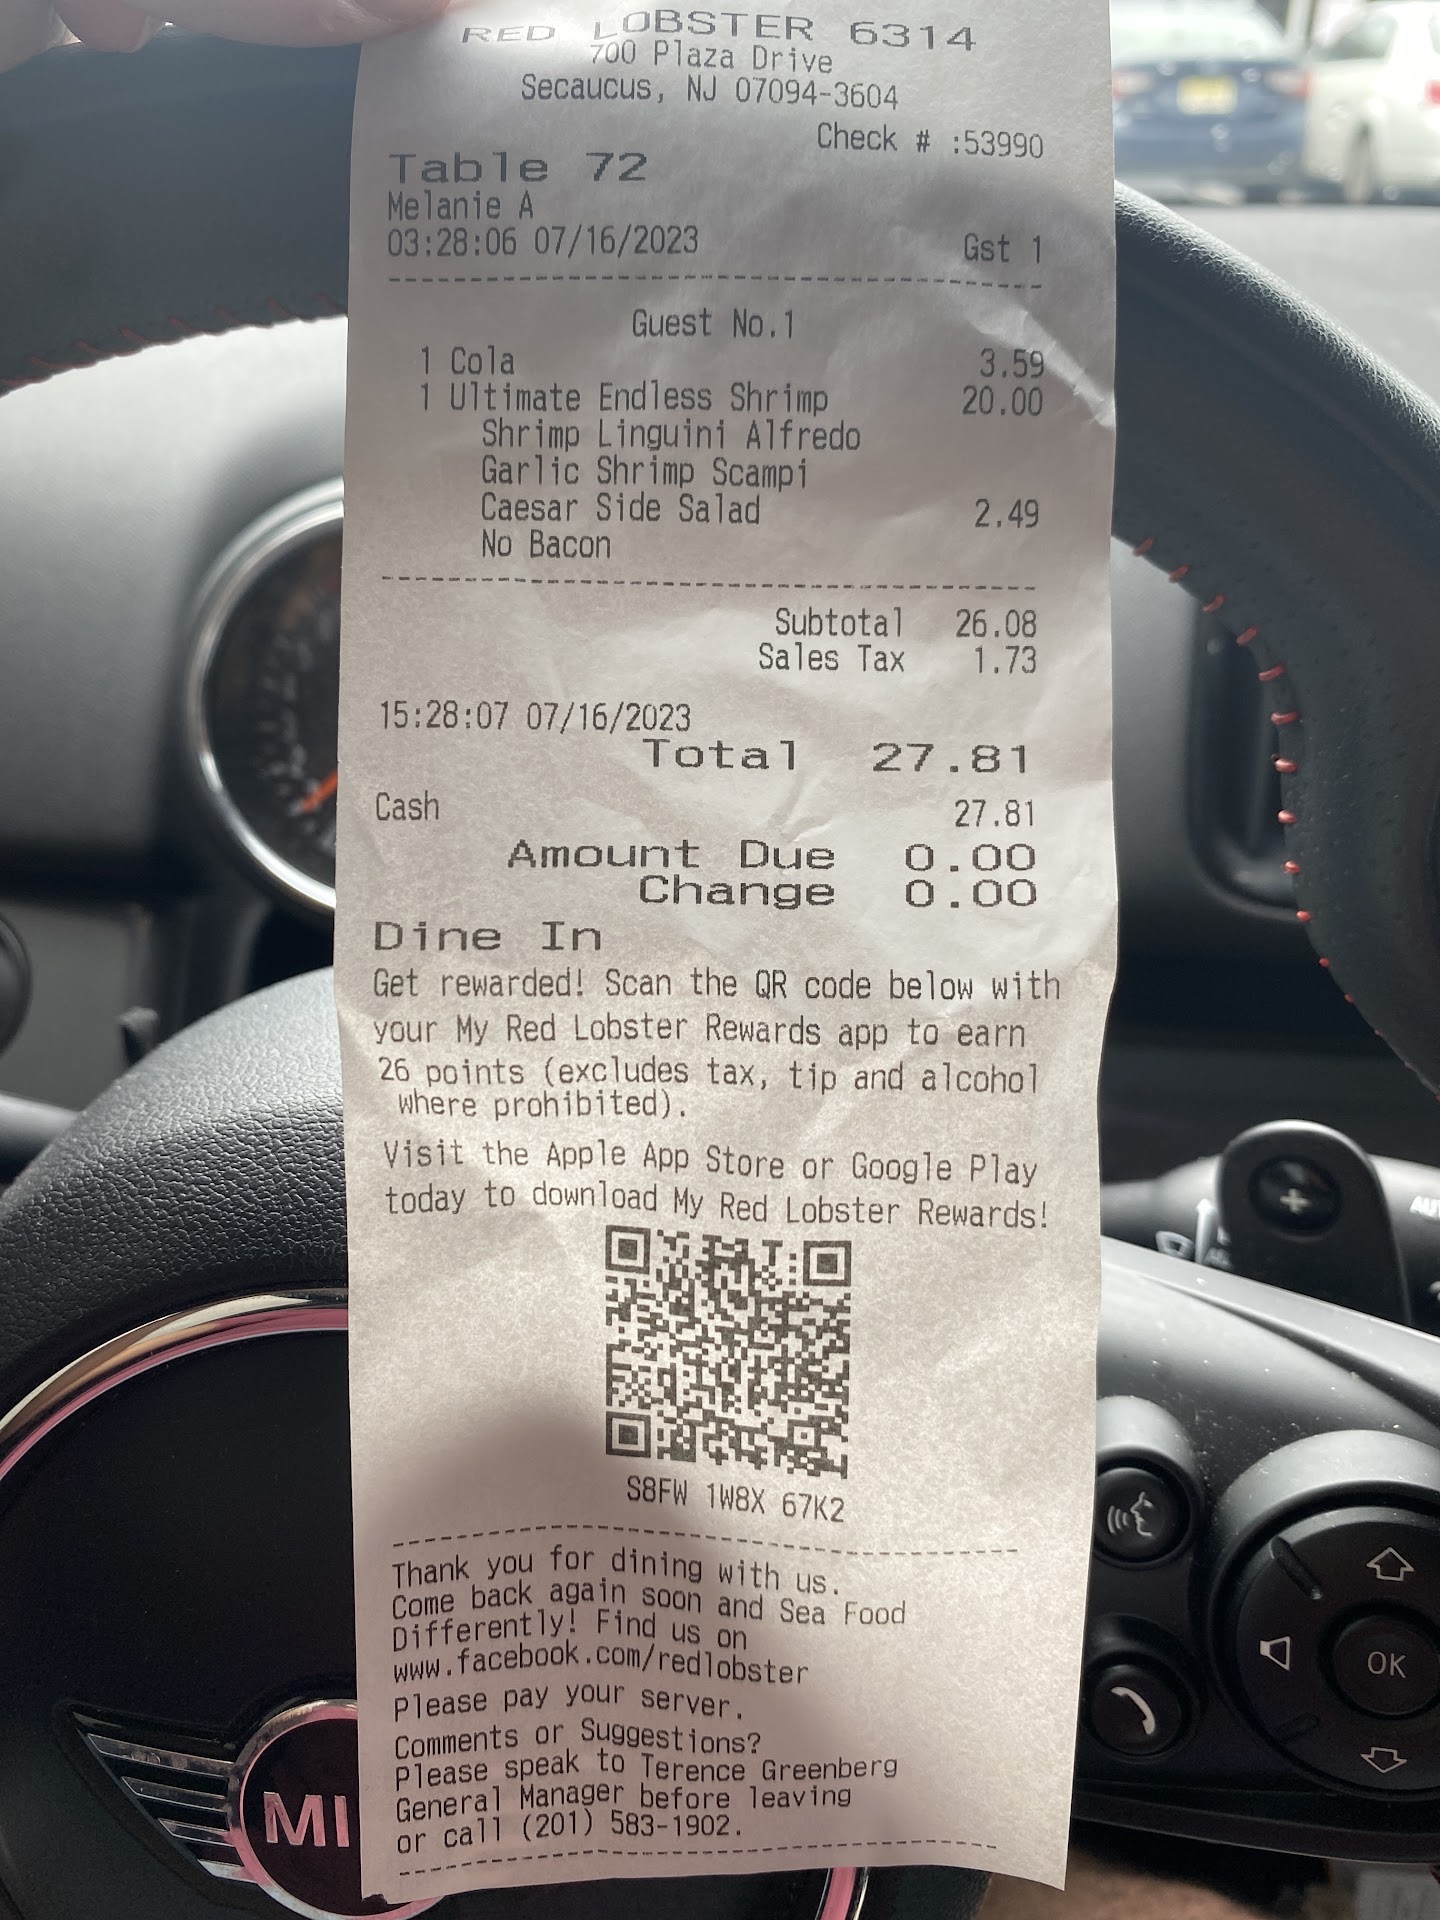 RED LOBSTER 6314
700 Plaza Drive
Secaucus, NJ 07094-3604
Check # :53990
Table 72
Melanie A
03:28:06 07/16/2023 Gst 1
Guest No.1
1 Cola 3.59
1 Ultimate Endless Shrimp 20.00
Shrimp Linguini Alfredo
Garlic Shrimp Scampi
Caesar Side Salad 2.49
No Bacon
Subtotal 26.08
Sales Tax 1.73
15:28:07 07/16/2023
Total 27.81
Cash 27.81
Amount Due 0.00
Change 0.00
Dine In
Get rewarded! Scan the QR code below with
your My Red Lobster Rewards app to earn
26 points (excludes tax, tip and alcohol
where prohibited).
Visit the Apple App Store or Google Play
today to download My Red Lobster Rewards!
S8FW 1W8X 67K2
Thank you for dining with us.
Come back again soon and Sea Food
Differently! Find us on
www.facebook.com/redlobster
Please pay your server.
Comments or Suggestions?
Please speak to Terence Greenberg
General Manager before leaving
or call (201) 583-1902.
+
OK
MI